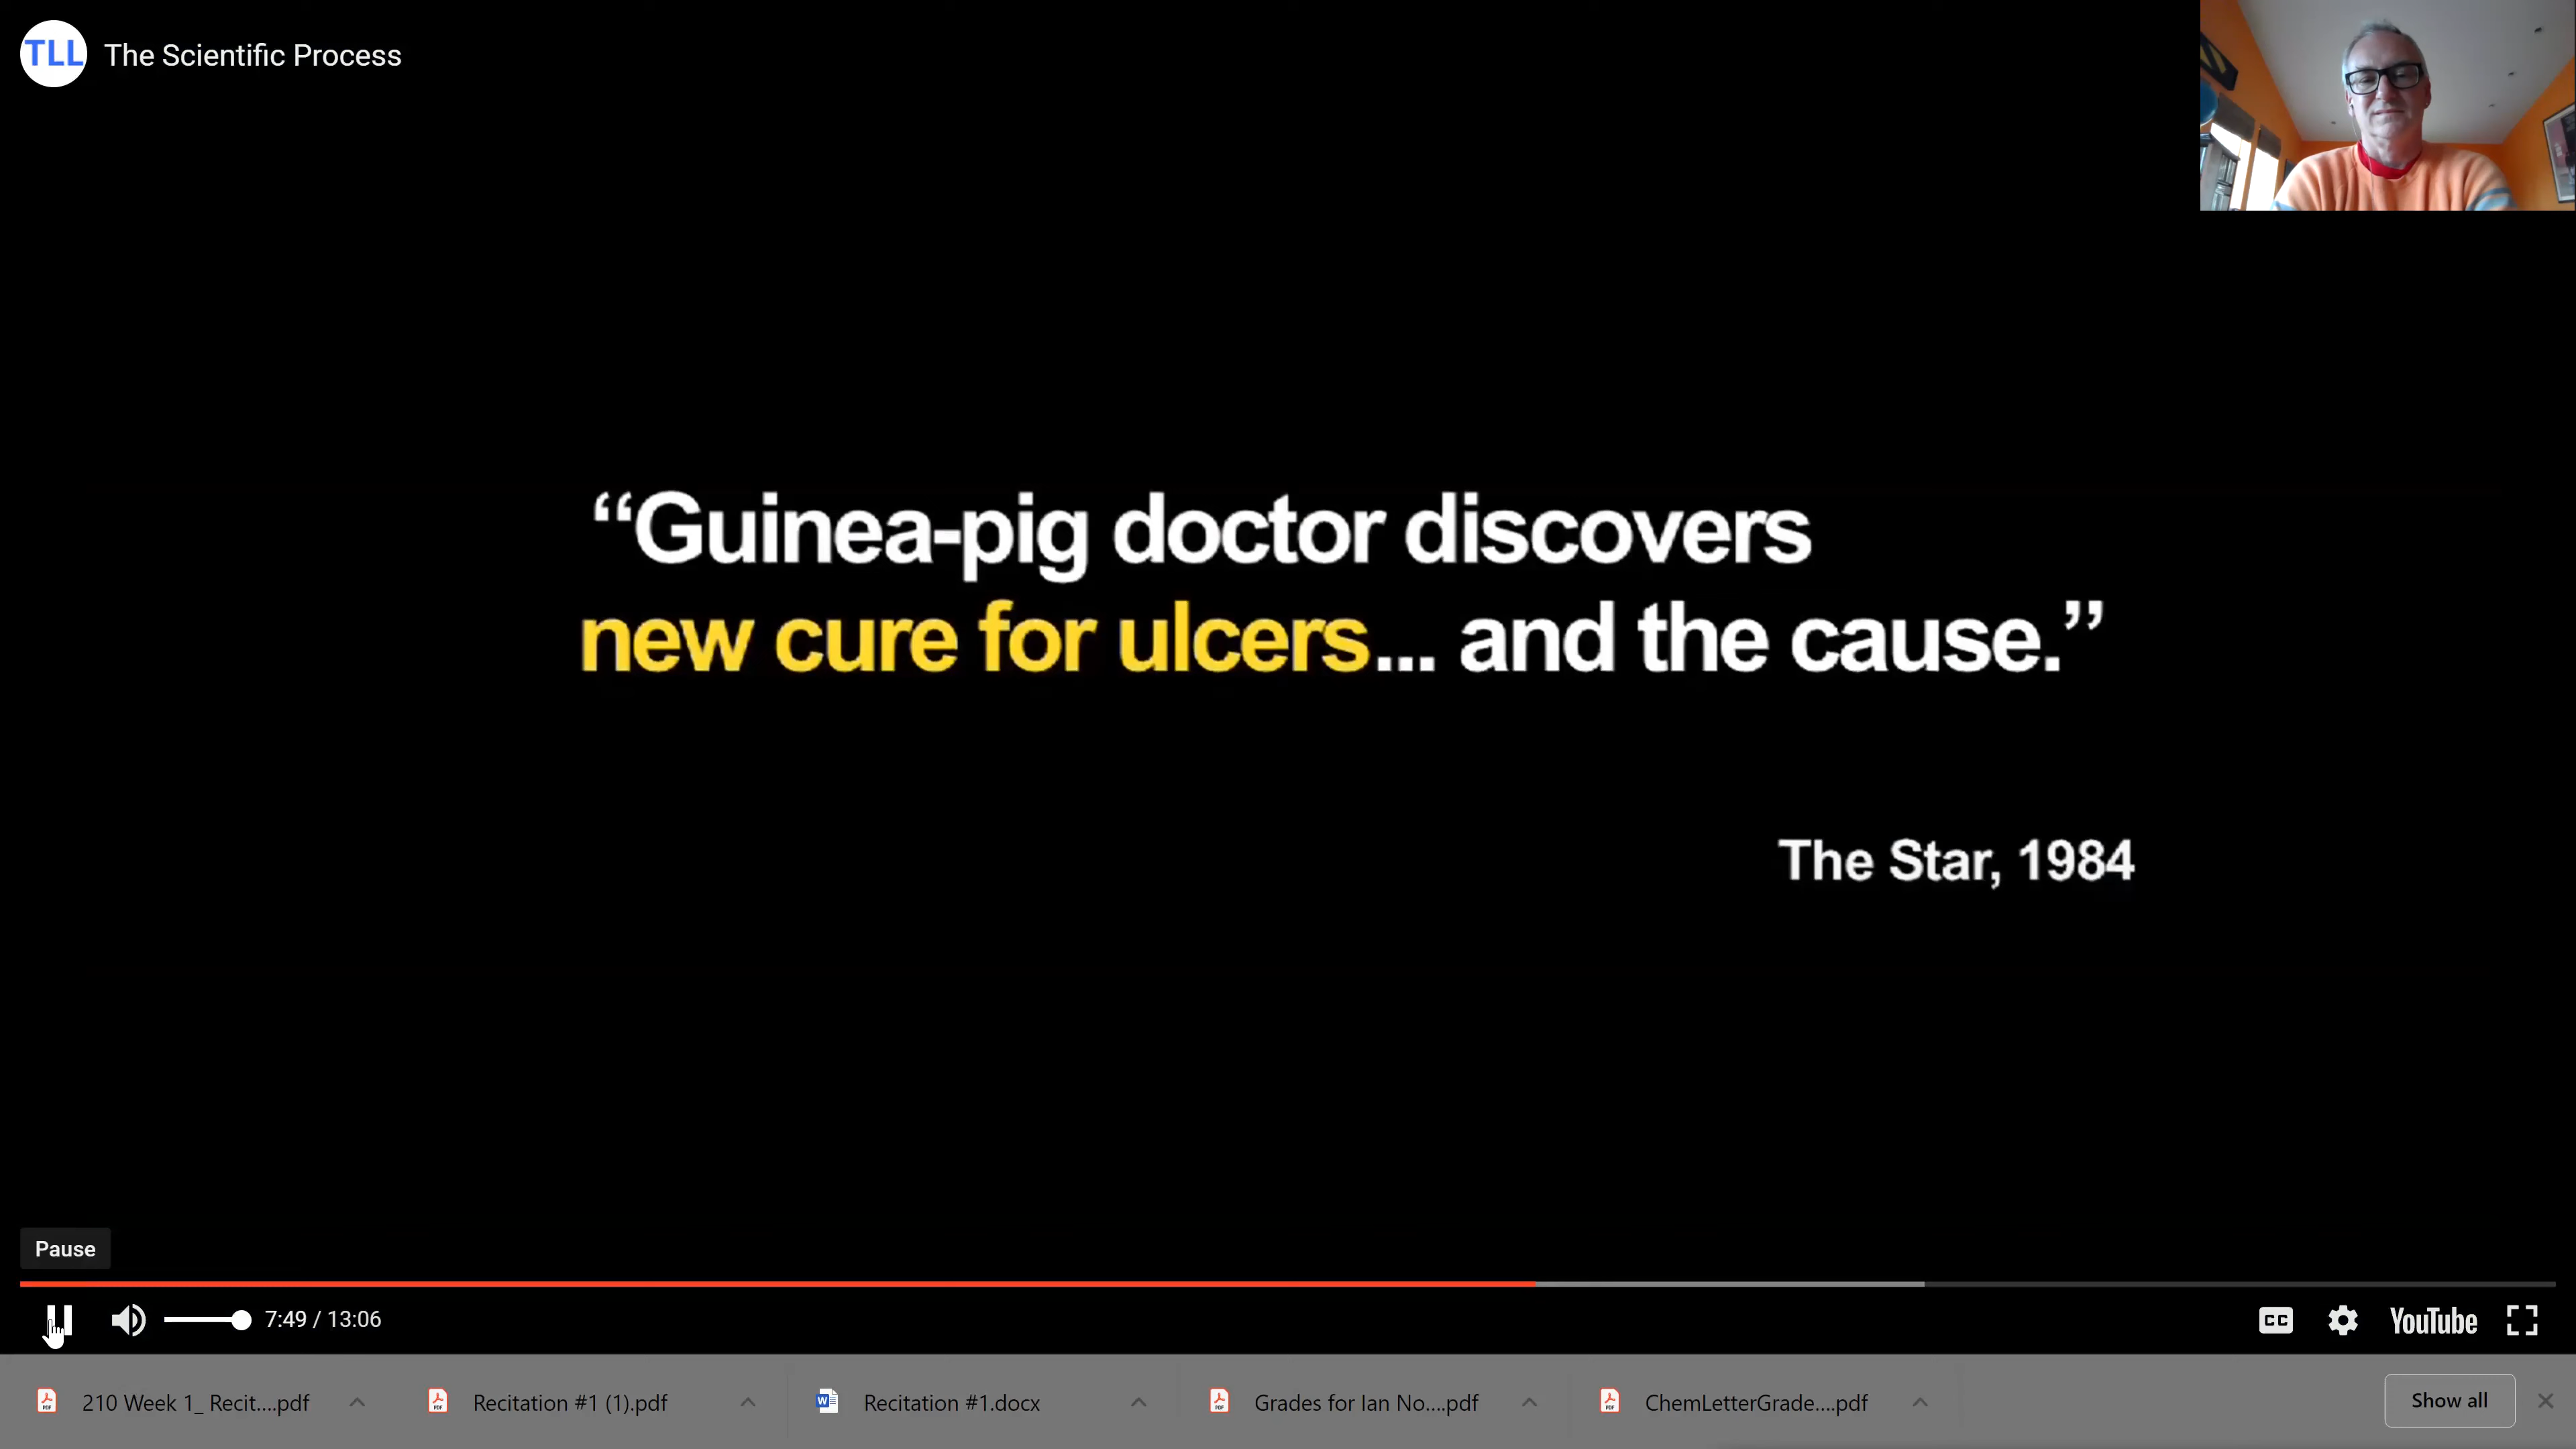 TLL The Scientific Process
“Guinea-pig doctor discovers
new cure for ulcers... and the cause.”
The Star, 1984
Pause
7:49 / 13:06
CC YouTube
210 Week 1_ Recit....pdf
Recitation #1 (1).pdf
Recitation #1.docx
Grades for Ian No....pdf
ChemLetterGrade....pdf
Show all